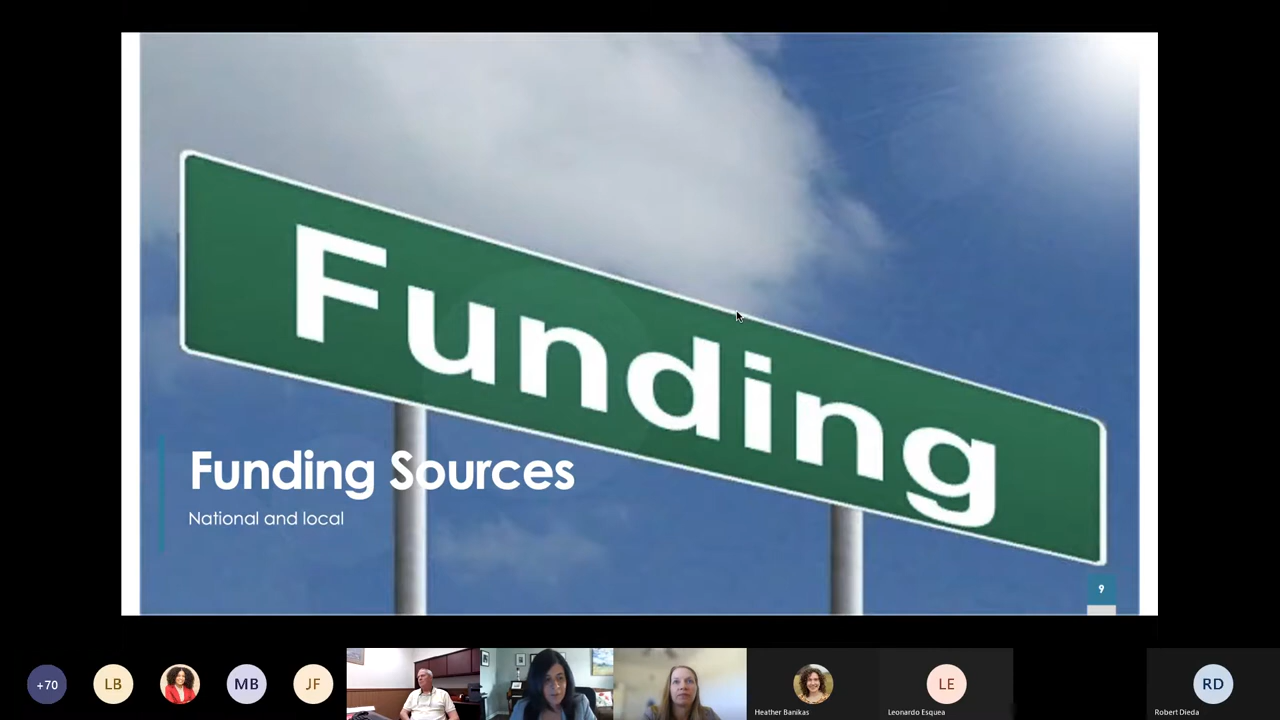 Funding
Funding Sources
National and local
9
+70
LB
MB
JF
LE
RD
Heather Banikas
Leonardo Esquea
Robert Dieda